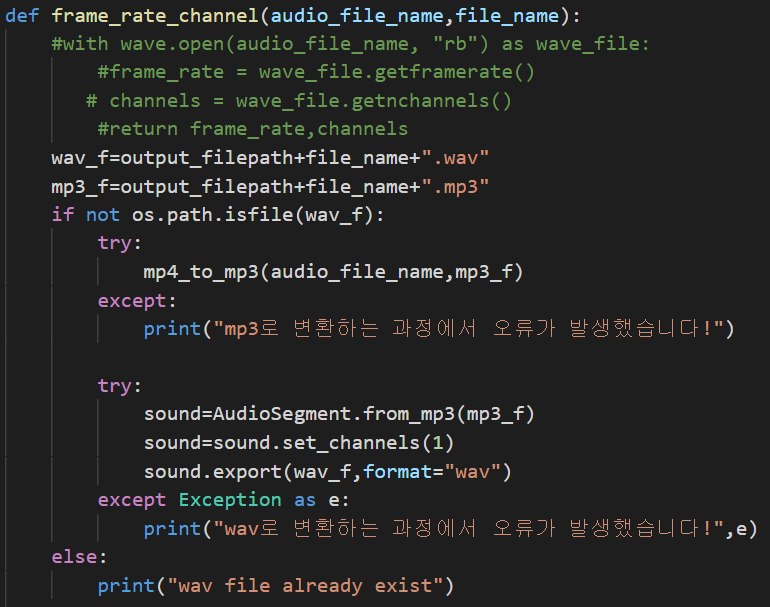 def frame_rate_channel(audio_file_name,file_name):
    #with wave.open(audio_file_name, "rb") as wave_file:
        #frame_rate = wave_file.getframerate()
       # channels = wave_file.getnchannels()
        #return frame_rate,channels
    wav_f=output_filepath+file_name+".wav"
    mp3_f=output_filepath+file_name+".mp3"
    if not os.path.isfile(wav_f):
        try:
            mp4_to_mp3(audio_file_name,mp3_f)
        except:
            print("mp3로 변환하는 과정에서 오류가 발생했습니다!")
        try:
            sound=AudioSegment.from_mp3(mp3_f)
            sound=sound.set_channels(1)
            sound.export(wav_f,format="wav")
        except Exception as e:
            print("wav로 변환하는 과정에서 오류가 발생했습니다!",e)
    else:
        print("wav file already exist")